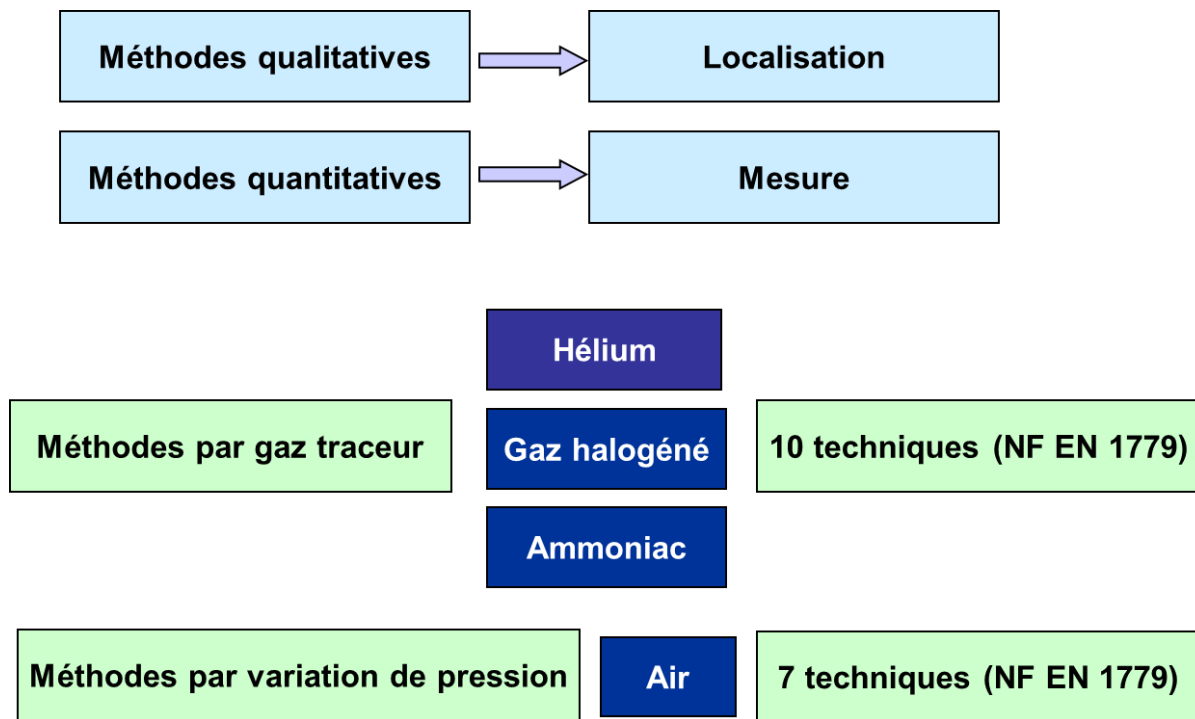 Méthodes qualitatives
Localisation
Méthodes quantitatives
Mesure
Hélium
Méthodes par gaz traceur
Gaz halogéné
10 techniques (NF EN 1779)
Ammoniac
Méthodes par variation de pression
Air
7 techniques (NF EN 1779)